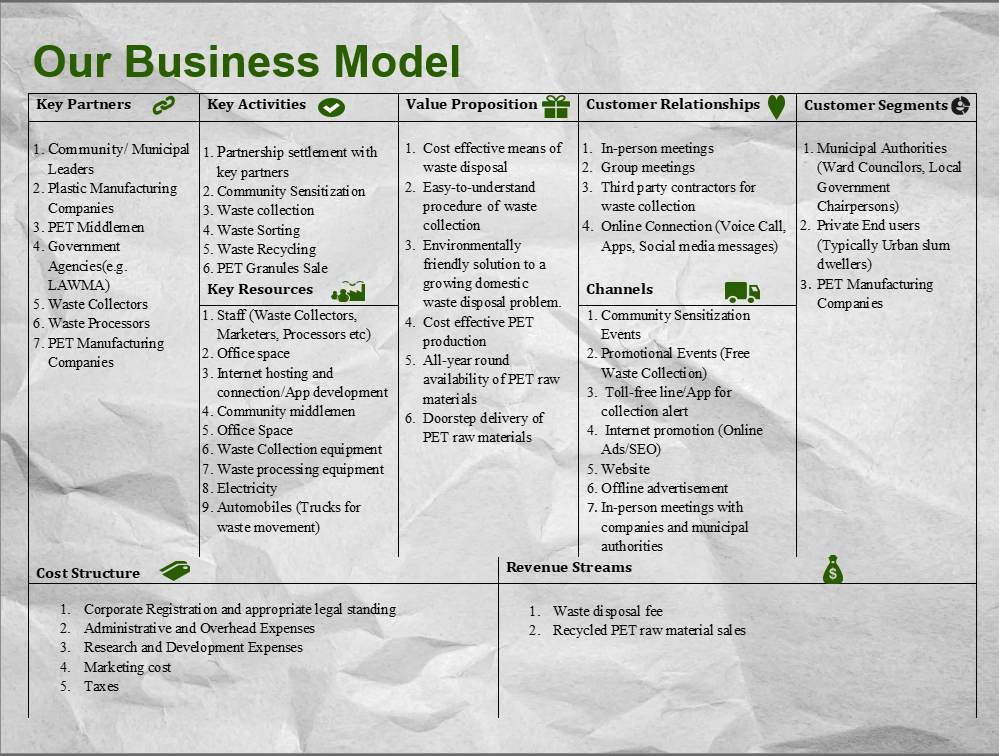 Our Business Model
Key Partners
1. Community/ Municipal
Leaders
2. Plastic Manufacturing
Companies
3. PET Middlemen
4. Government
Agencies(e.g.
LAWMA)
5. Waste Collectors
6. Waste Processors
7. PET Manufacturing
Companies
Key Activities
1. Partnership settlement with
key partners
2. Community Sensitization
3. Waste collection
4. Waste Sorting
5. Waste Recycling
6. PET Granules Sale
Key Resources
1. Staff (Waste Collectors,
Marketers, Processors etc)
2. Office space
3. Internet hosting and
connection/App development
4. Community middlemen
5. Office Space
6. Waste Collection equipment
7. Waste processing equipment
8. Electricity
9. Automobiles (Trucks for
waste movement)
Value Proposition
1. Cost effective means of
waste disposal
2. Easy-to-understand
procedure of waste
collection
3. Environmentally
friendly solution to a
growing domestic
waste disposal problem.
4. Cost effective PET
production
5. All-year round
availability of PET raw
materials
6. Doorstep delivery of
PET raw materials
Customer Relationships
1. In-person meetings
2. Group meetings
3. Third party contractors for
waste collection
4. Online Connection (Voice Call,
Apps, Social media messages)
Channels
1. Community Sensitization
Events
2. Promotional Events (Free
Waste Collection)
3. Toll-free line/App for
collection alert
4. Internet promotion (Online
Ads/SEO)
5. Website
6. Offline advertisement
7. In-person meetings with
companies and municipal
authorities
Customer Segments
1. Municipal Authorities
(Ward Councilors, Local
Government
Chairpersons)
2. Private End users
(Typically Urban slum
dwellers)
3. PET Manufacturing
Companies
Cost Structure
1. Corporate Registration and appropriate legal standing
2. Administrative and Overhead Expenses
3. Research and Development Expenses
4. Marketing cost
5. Taxes
Revenue Streams
$
1. Waste disposal fee
2. Recycled PET raw material sales